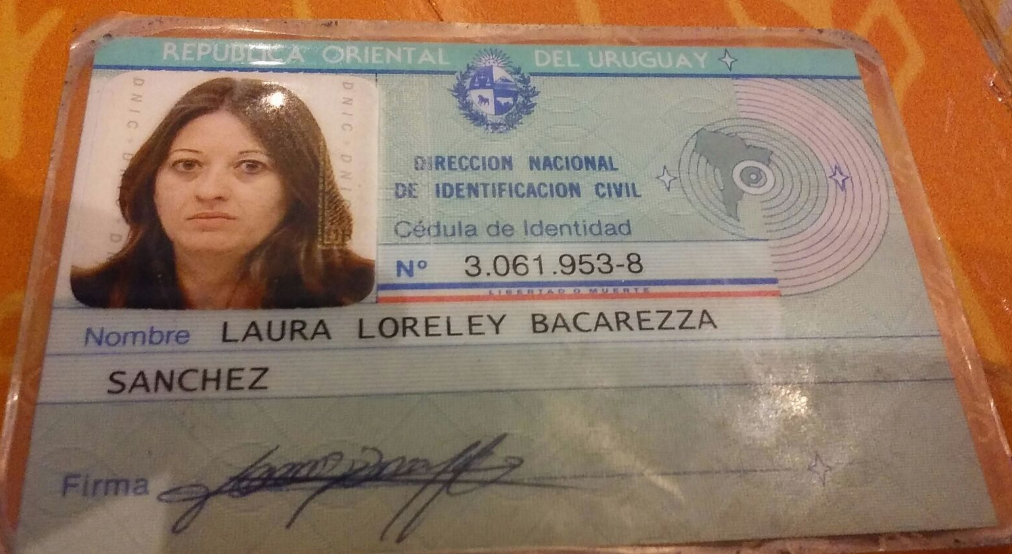 REPUBLICA ORIENTAL DEL URUGUAY
DIRECCION NACIONAL
DE IDENTIFICACION CIVIL
Cédula de Identidad
Nº 3.061.953-8
LIBERTAD O MUERTE
Nombre LAURA LORELEY BACAREZZA
SANCHEZ
Firma